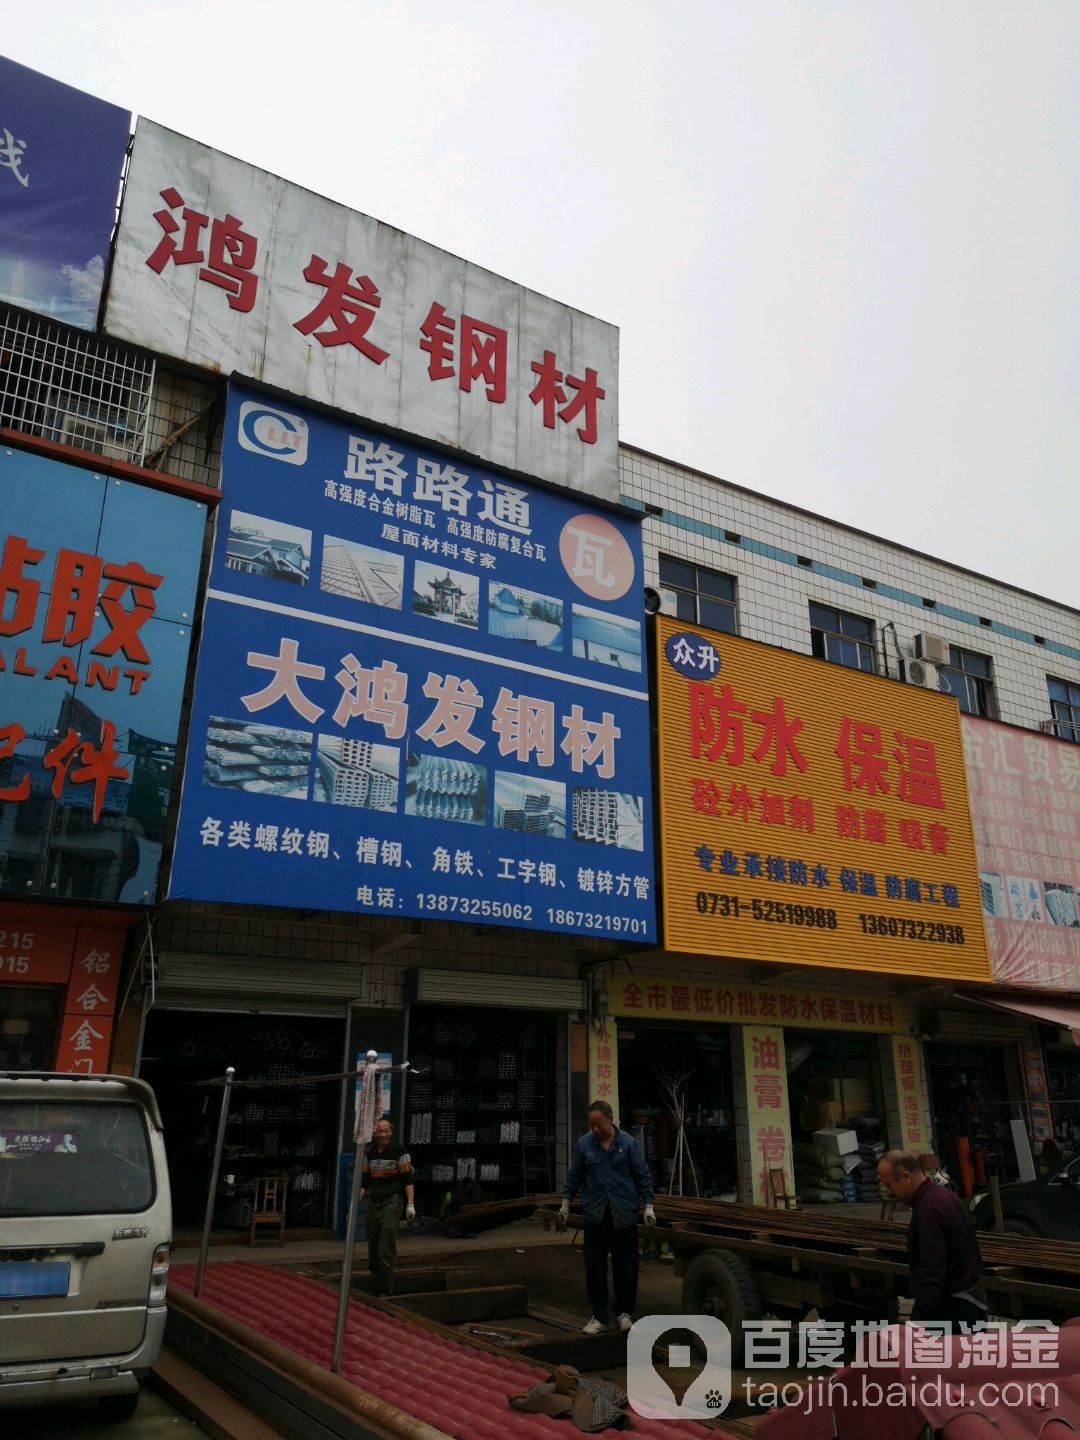 鸿发钢材
LLT
路路通
高强度合金树脂瓦 高强度防腐复合瓦
屋面材料专家
瓦
大鸿发钢材
各类螺纹钢、槽钢、角铁、工字钢、镀锌方管
电话：13873255062 18673219701
众升
防水 保温
砼外加剂 防腐 吸音
专业承接防水 保温 防腐工程
0731-52519988 13607322938
金汇贸易
胶
ALANT
配件
215
015
铝合金门
全市最低价批发防水保温材料
外墙防水
油膏卷材
挤塑板泡沫板
百度地图淘金
taojin.baidu.com